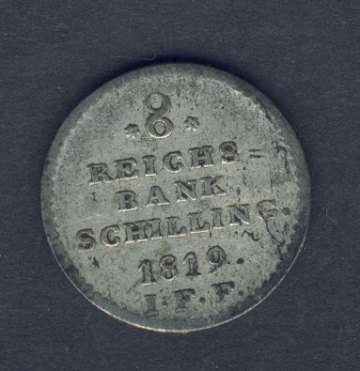 *8*
REICHS=
BANK
SCHILLING.
1819.
I.F.F.